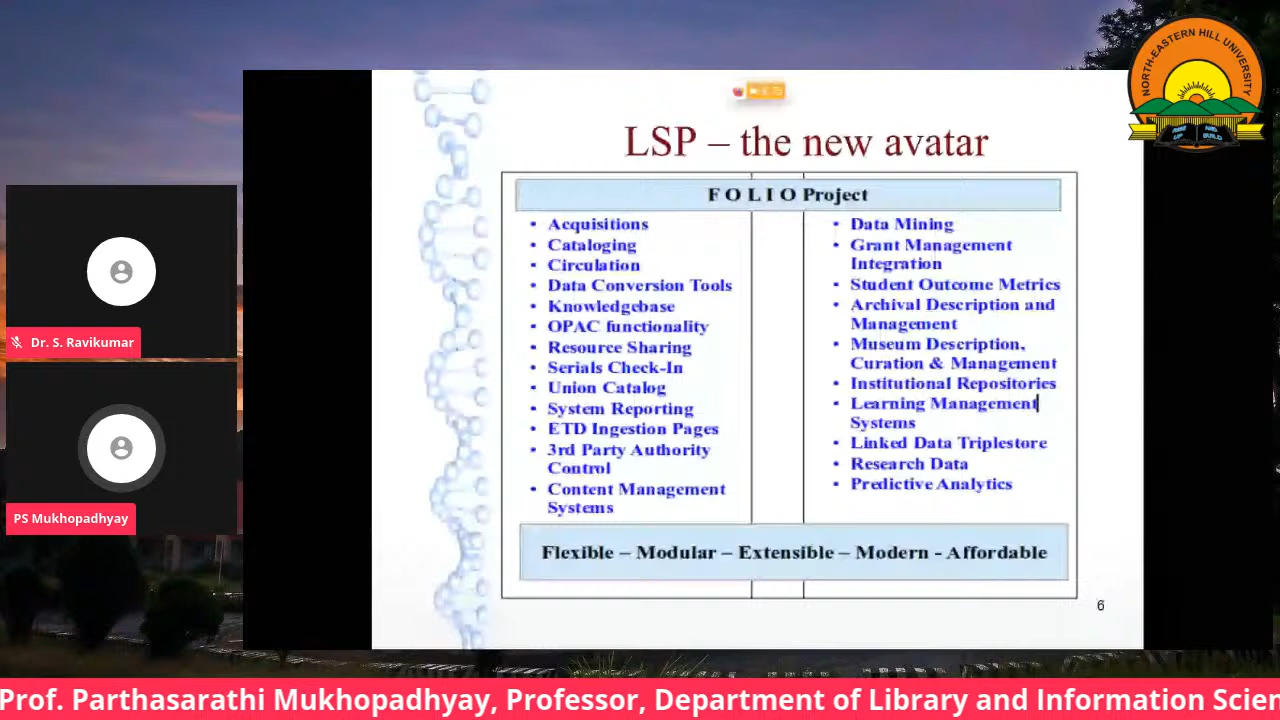 NORTH-EASTERN HILL UNIVERSITY
RISE UP
AND BUILD
LSP – the new avatar
F O L I O Project
• Acquisitions
• Cataloging
• Circulation
• Data Conversion Tools
• Knowledgebase
• OPAC functionality
• Resource Sharing
• Serials Check-In
• Union Catalog
• System Reporting
• ETD Ingestion Pages
• 3rd Party Authority
Control
• Content Management
Systems
• Data Mining
• Grant Management
Integration
• Student Outcome Metrics
• Archival Description and
Management
• Museum Description,
Curation & Management
• Institutional Repositories
• Learning Management
Systems
• Linked Data Triplestore
• Research Data
• Predictive Analytics
Flexible – Modular – Extensible – Modern - Affordable
6
Dr. S. Ravikumar
PS Mukhopadhyay
Prof. Parthasarathi Mukhopadhyay, Professor, Department of Library and Information Scien